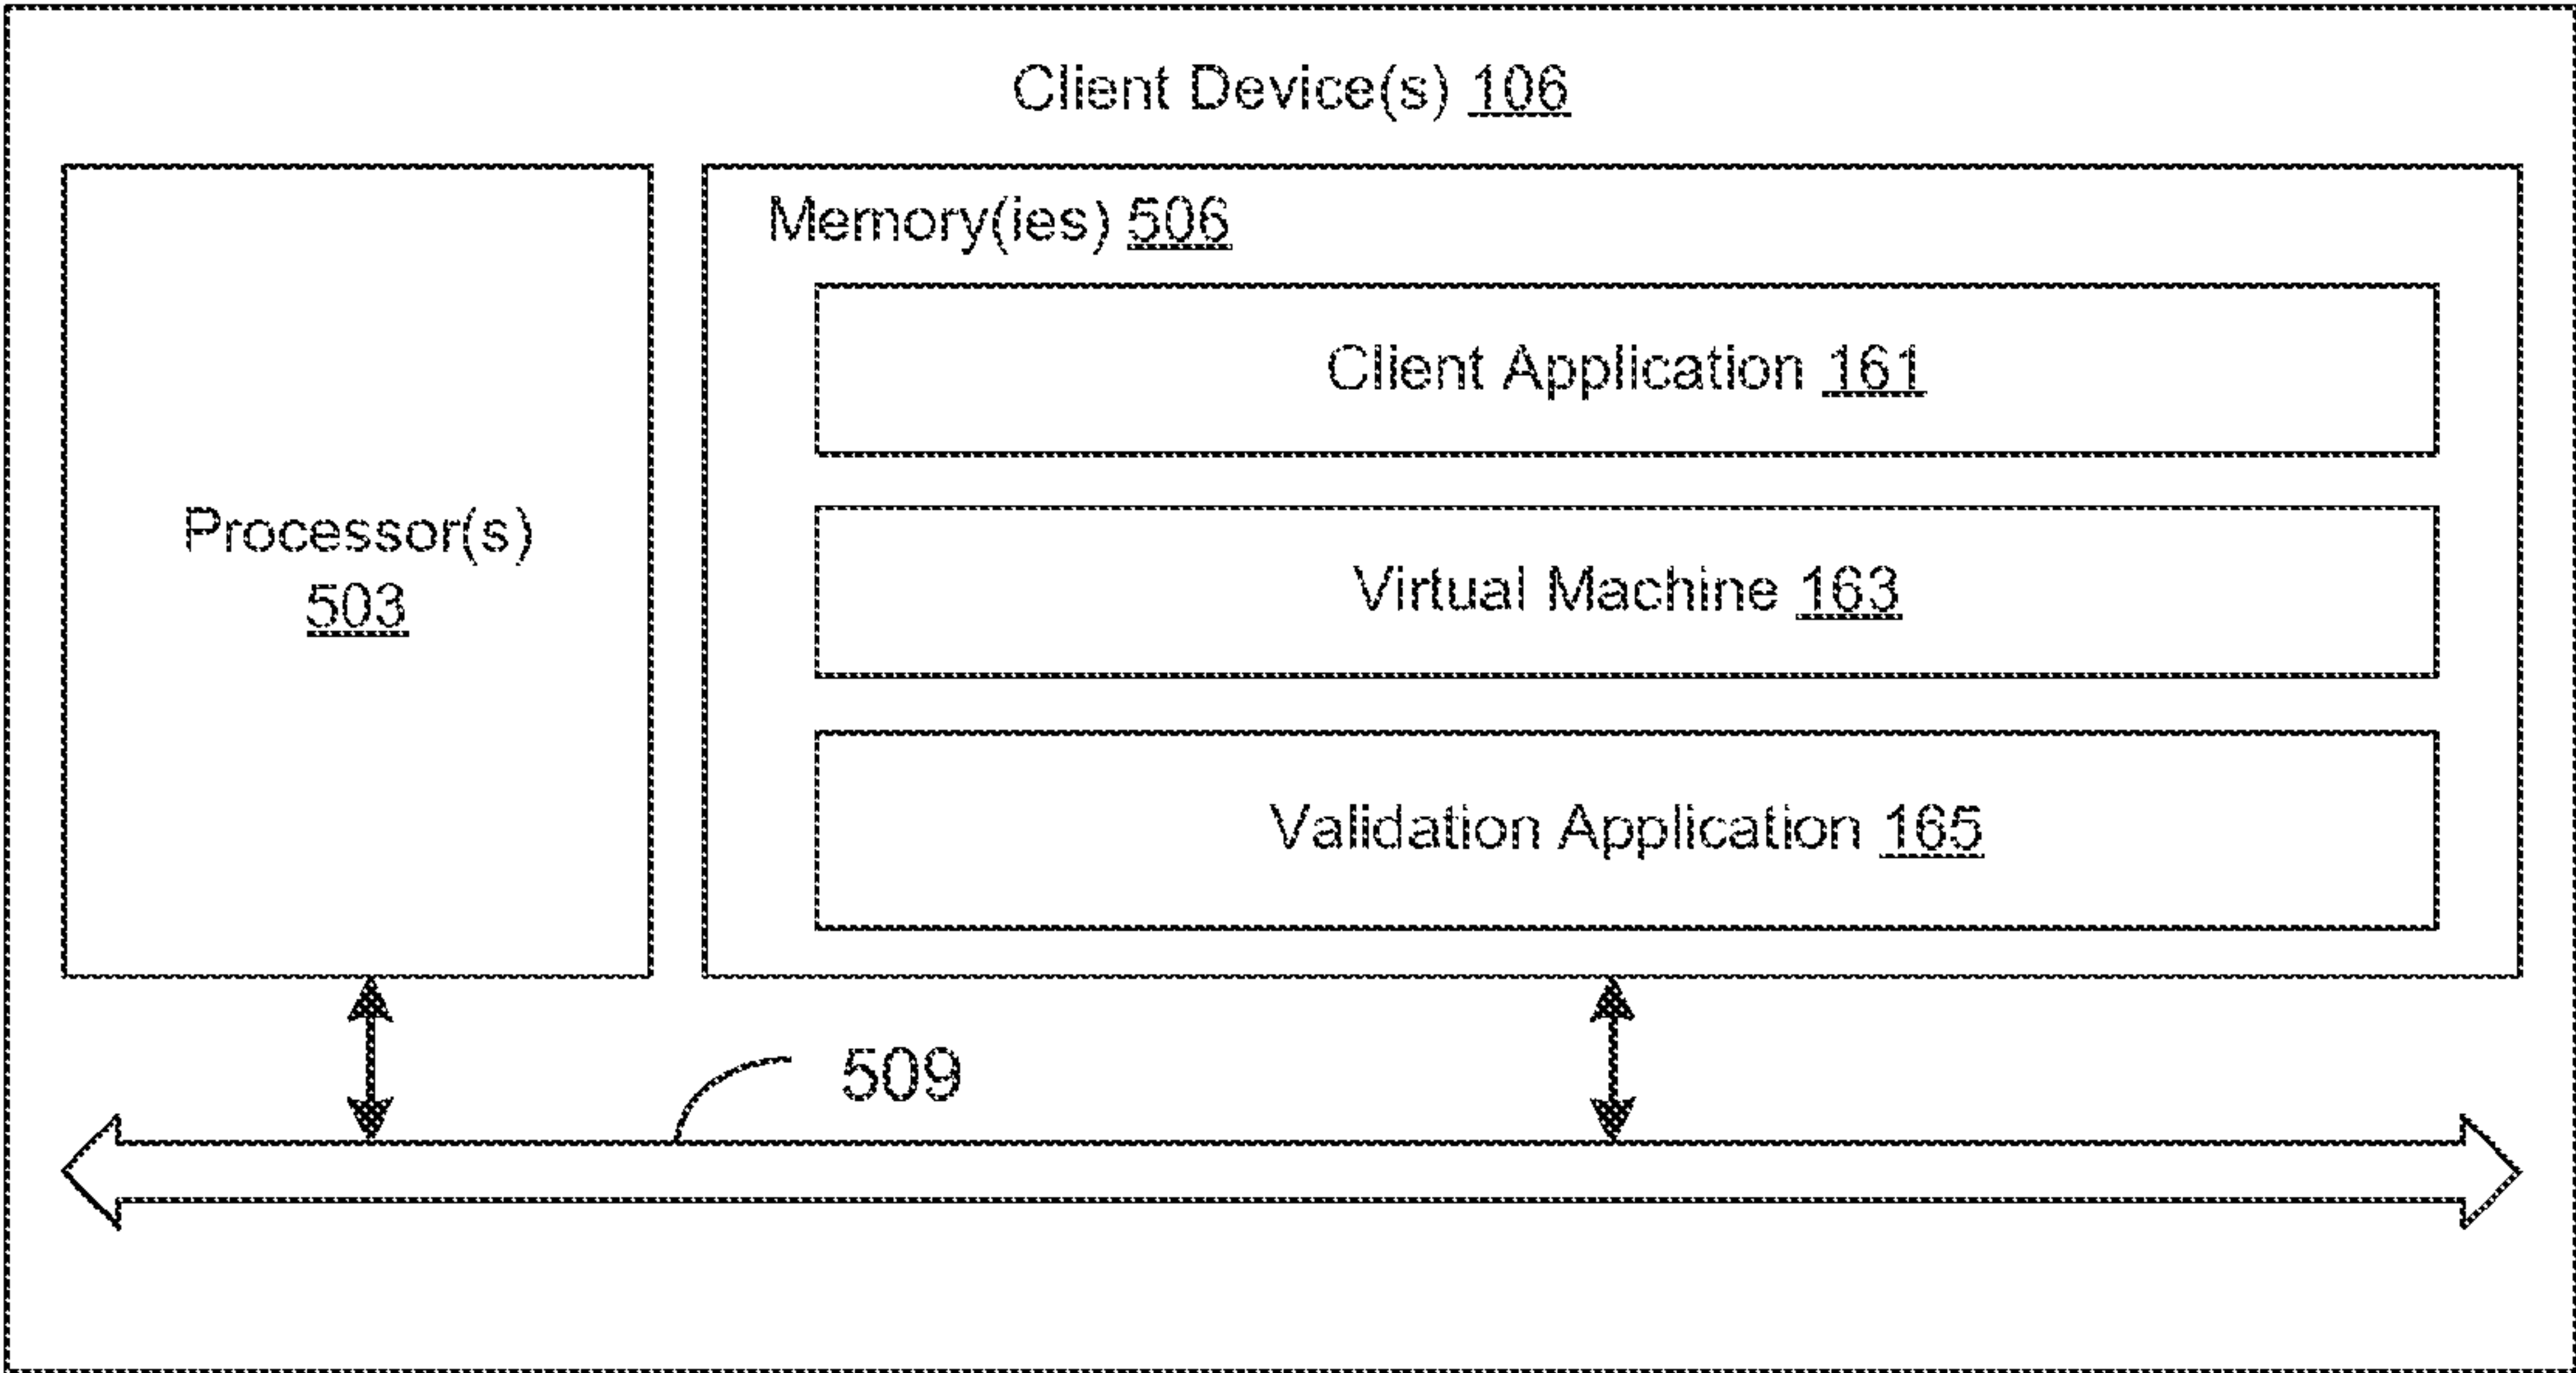 Client Device(s) 106
Memory(ies) 506
Client Application 161
Processor(s)
503
Virtual Machine 163
Validation Application 165
509